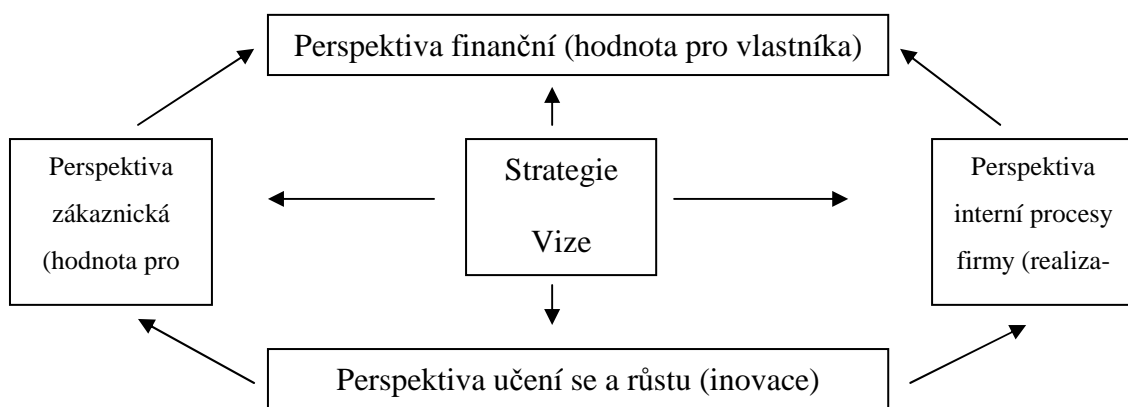 Perspektiva finanční (hodnota pro vlastníka)
Perspektiva
zákaznická
(hodnota pro
Strategie
Vize
Perspektiva
interní procesy
firmy (realiza-
Perspektiva učení se a růstu (inovace)